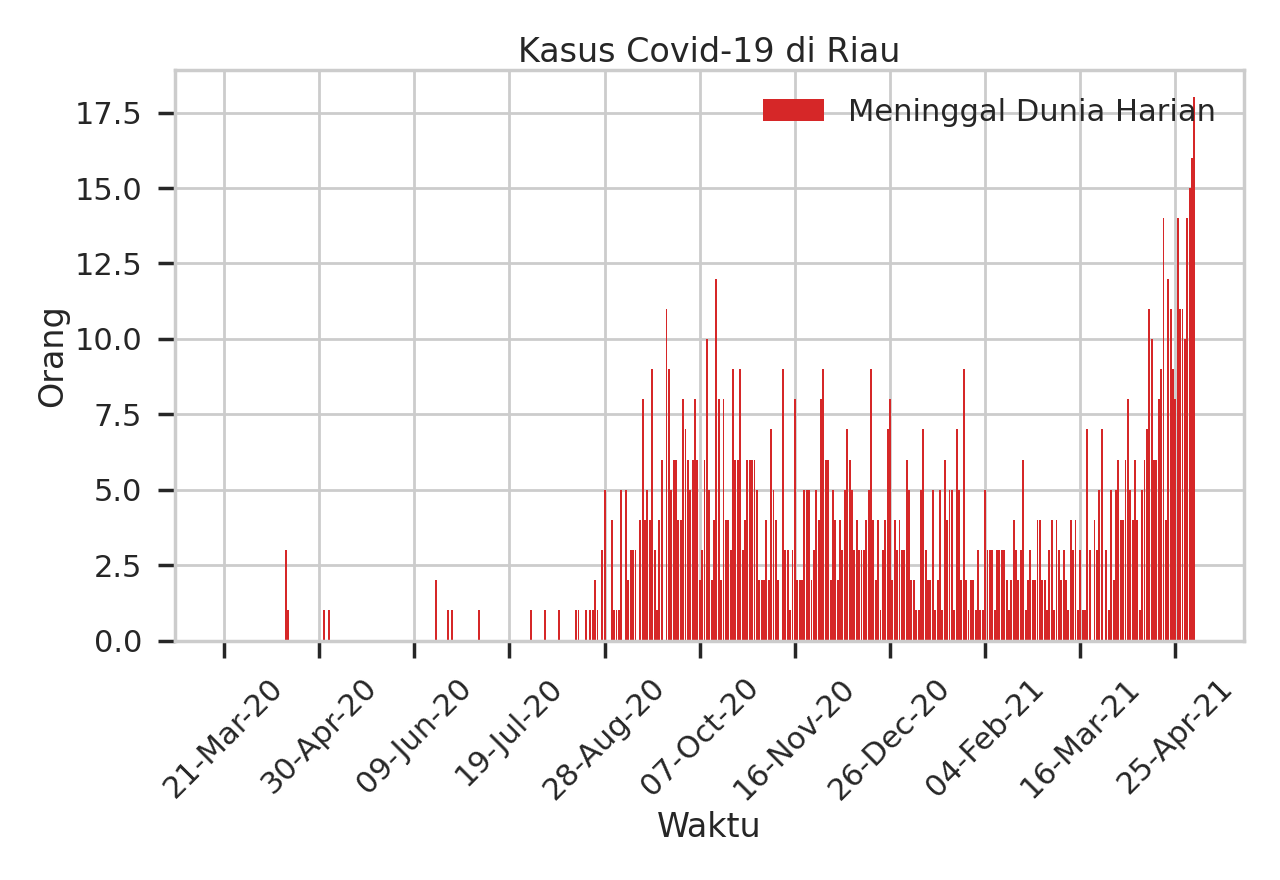 Kasus Covid-19 di Riau
Meninggal Dunia Harian
Orang
17.5
15.0
12.5
10.0
7.5
5.0
2.5
0.0
21-Mar-20
30-Apr-20
09-Jun-20
19-Jul-20
28-Aug-20
07-Oct-20
16-Nov-20
26-Dec-20
04-Feb-21
16-Mar-21
25-Apr-21
Waktu